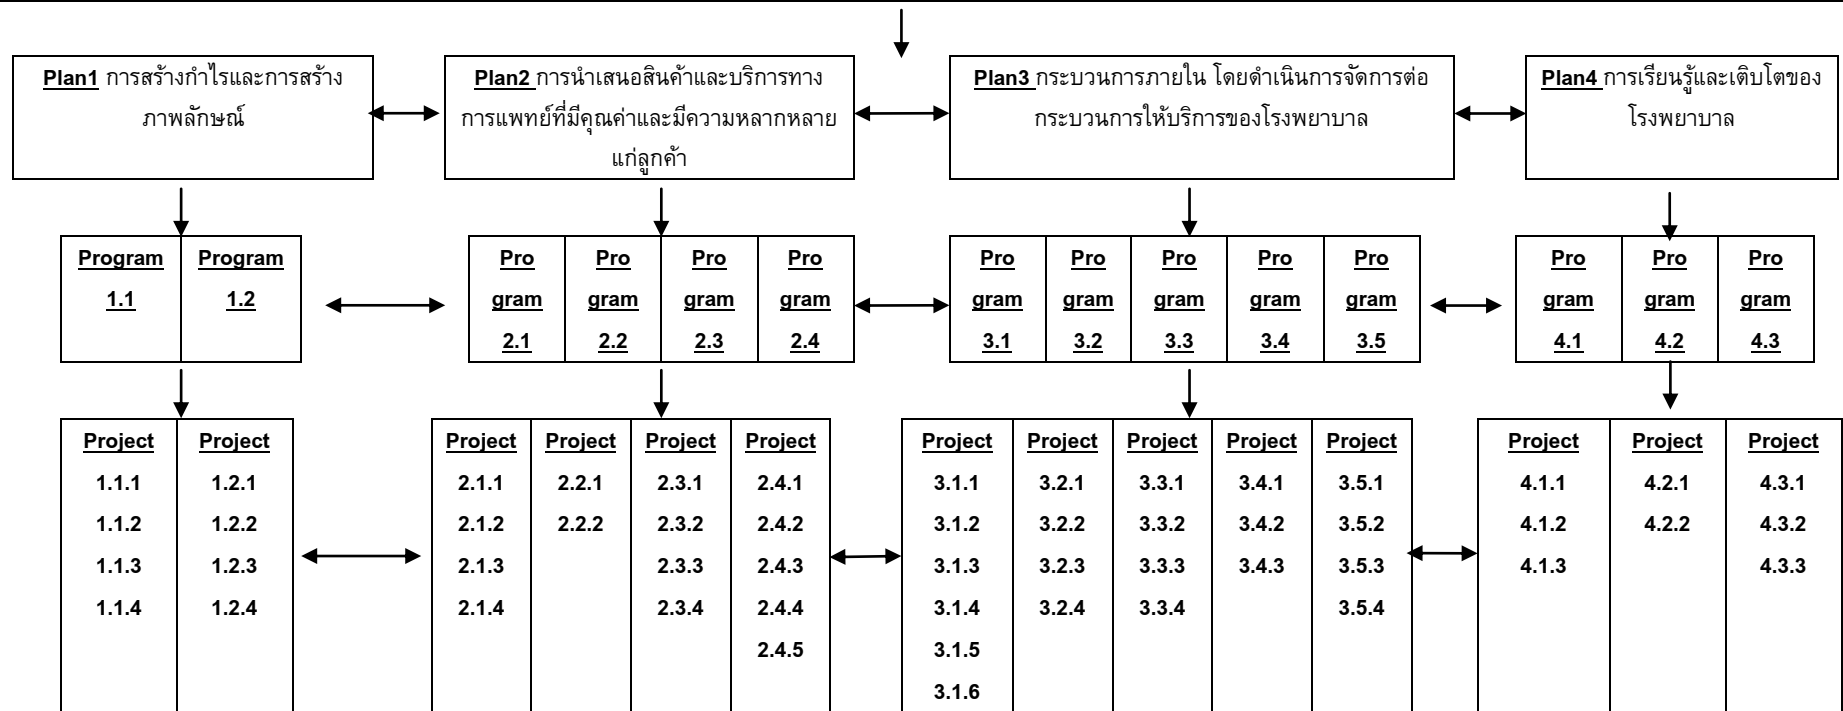 Plan1 การสร้างกำไรและการสร้าง
ภาพลักษณ์
Plan2 การนำเสนอสินค้าและบริการทาง
การแพทย์ที่มีคุณค่าและมีความหลากหลาย
แก่ลูกค้า
Plan3 กระบวนการภายใน โดยดำเนินการจัดการต่อ
กระบวนการให้บริการของโรงพยาบาล
Plan4 การเรียนรู้และเติบโตของ
โรงพยาบาล
Program
1.1
Program
1.2
Pro
gram
2.1
Pro
gram
2.2
Pro
gram
2.3
Pro
gram
2.4
Pro
gram
3.1
Pro
gram
3.2
Pro
gram
3.3
Pro
gram
3.4
Pro
gram
3.5
Pro
gram
4.1
Pro
gram
4.2
Pro
gram
4.3
Project
1.1.1
1.1.2
1.1.3
1.1.4
Project
1.2.1
1.2.2
1.2.3
1.2.4
Project
2.1.1
2.1.2
2.1.3
2.1.4
Project
2.2.1
2.2.2
Project
2.3.1
2.3.2
2.3.3
2.3.4
Project
2.4.1
2.4.2
2.4.3
2.4.4
2.4.5
Project
3.1.1
3.1.2
3.1.3
3.1.4
3.1.5
3.1.6
Project
3.2.1
3.2.2
3.2.3
3.2.4
Project
3.3.1
3.3.2
3.3.3
3.3.4
Project
3.4.1
3.4.2
3.4.3
Project
3.5.1
3.5.2
3.5.3
3.5.4
Project
4.1.1
4.1.2
4.1.3
Project
4.2.1
4.2.2
Project
4.3.1
4.3.2
4.3.3